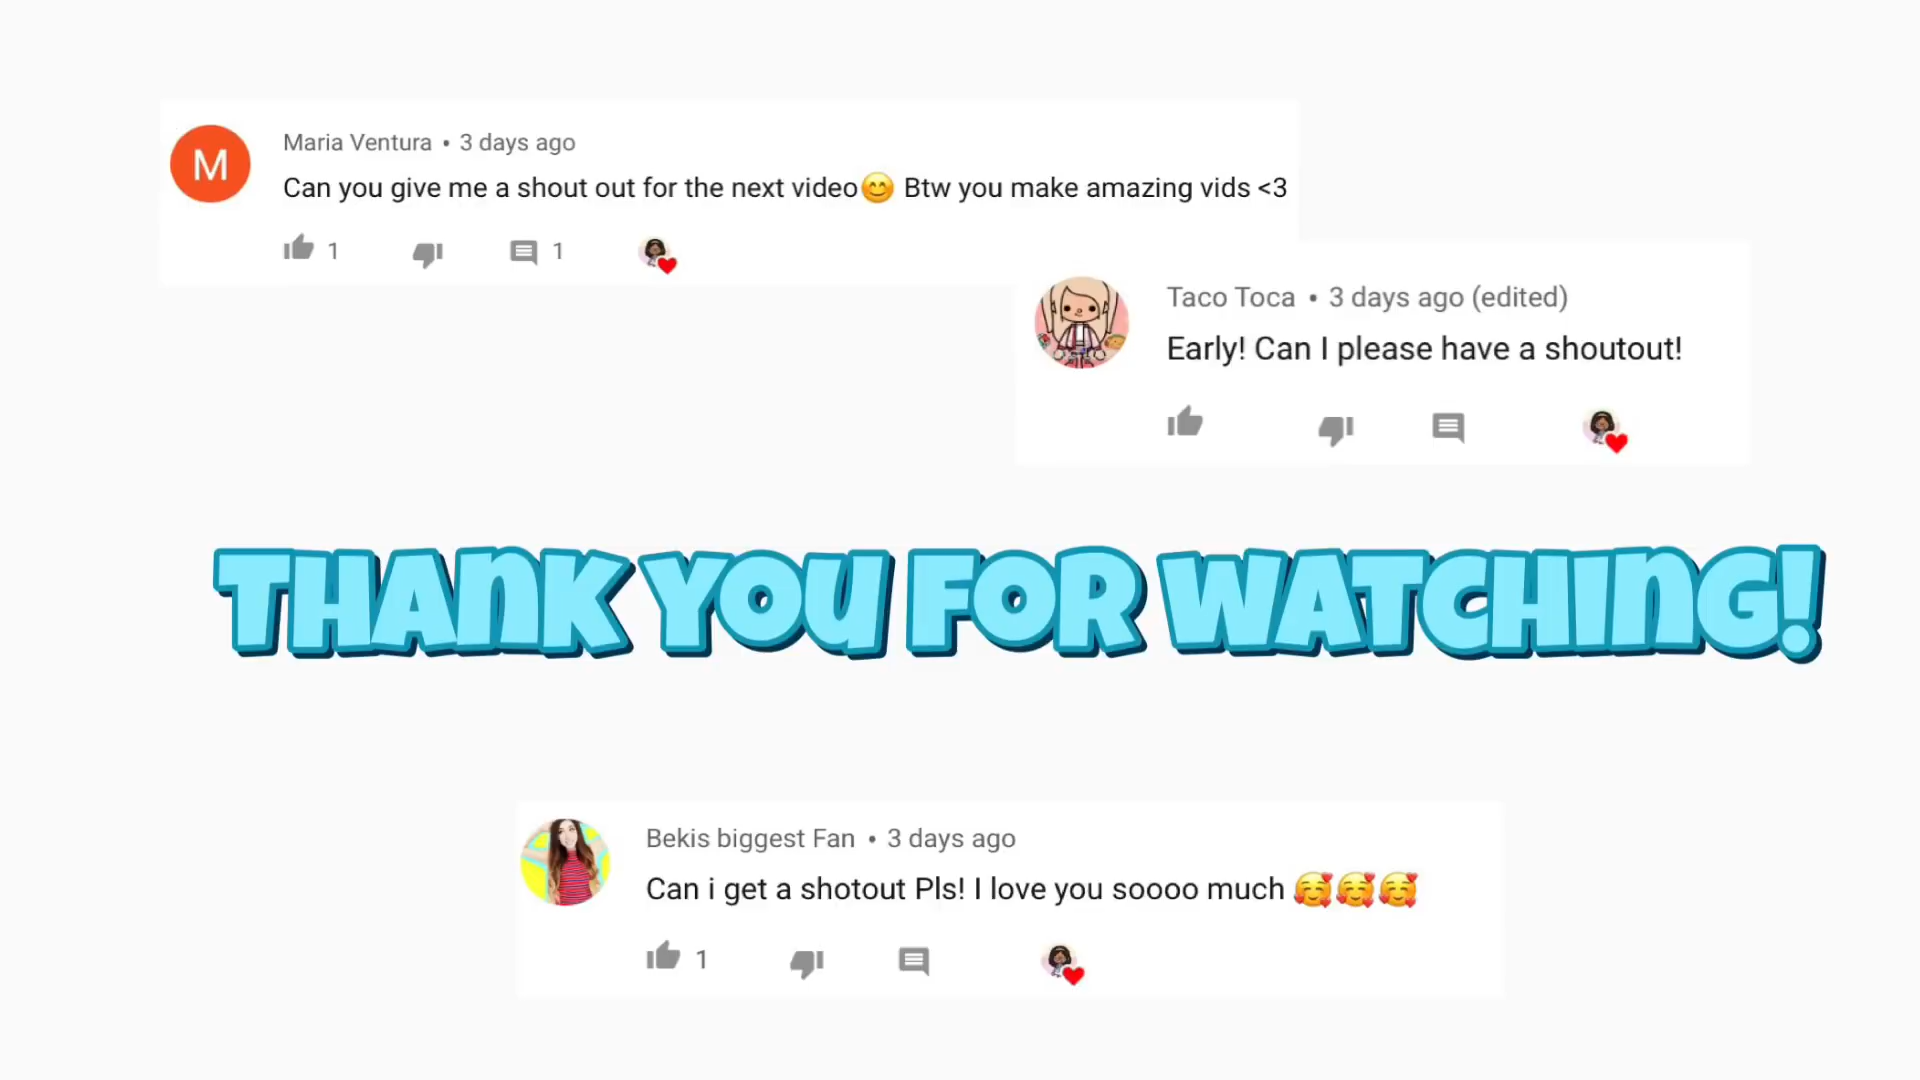 M
Maria Ventura • 3 days ago
Can you give me a shout out for the next video😊 Btw you make amazing vids <3
1 1
Taco Toca • 3 days ago (edited)
Early! Can I please have a shoutout!
THANK YOU FOR WATCHING!
Bekis biggest Fan • 3 days ago
Can i get a shotout Pls! I love you soooo much 🥰🥰🥰
1